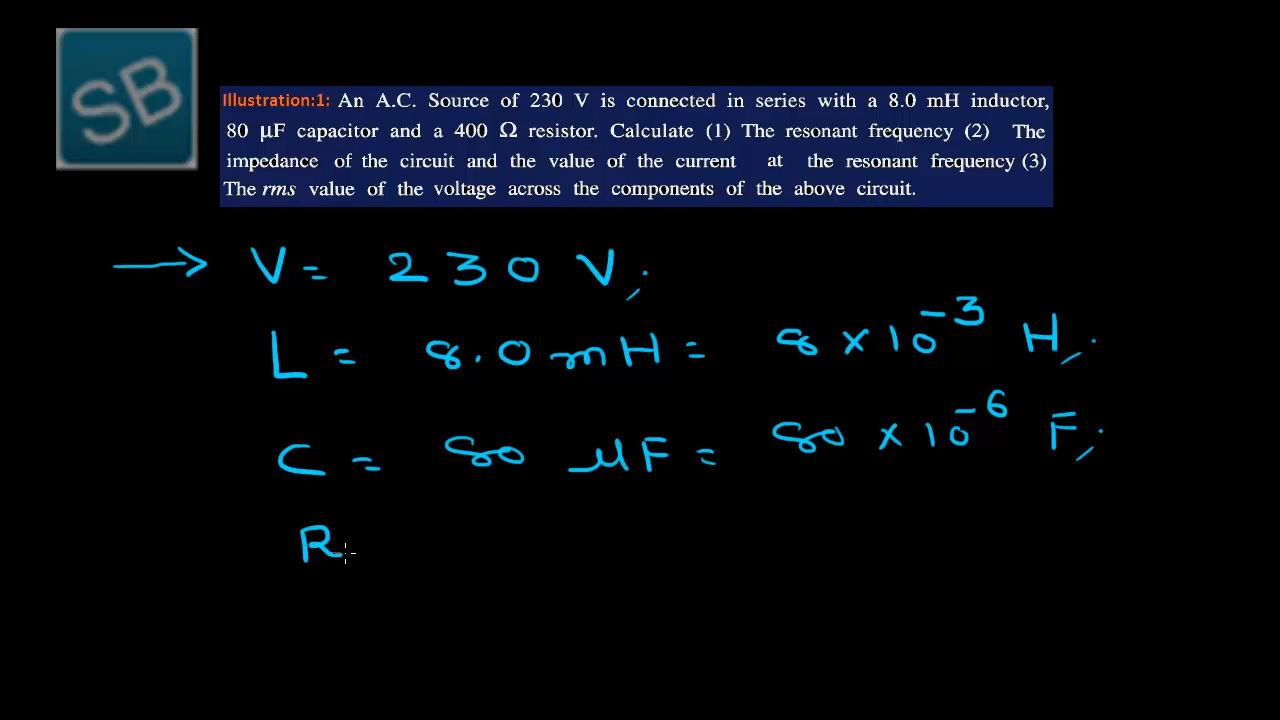 SB
Illustration:1: An A.C. Source of 230 V is connected in series with a 8.0 mH inductor,
80 μF capacitor and a 400 Ω resistor. Calculate (1) The resonant frequency (2) The
impedance of the circuit and the value of the current at the resonant frequency (3)
The rms value of the voltage across the components of the above circuit.
→ V = 230 V;
L = 8.0 mH = 8 × 10⁻³ H;
C = 80 μF = 80 × 10⁻⁶ F;
R